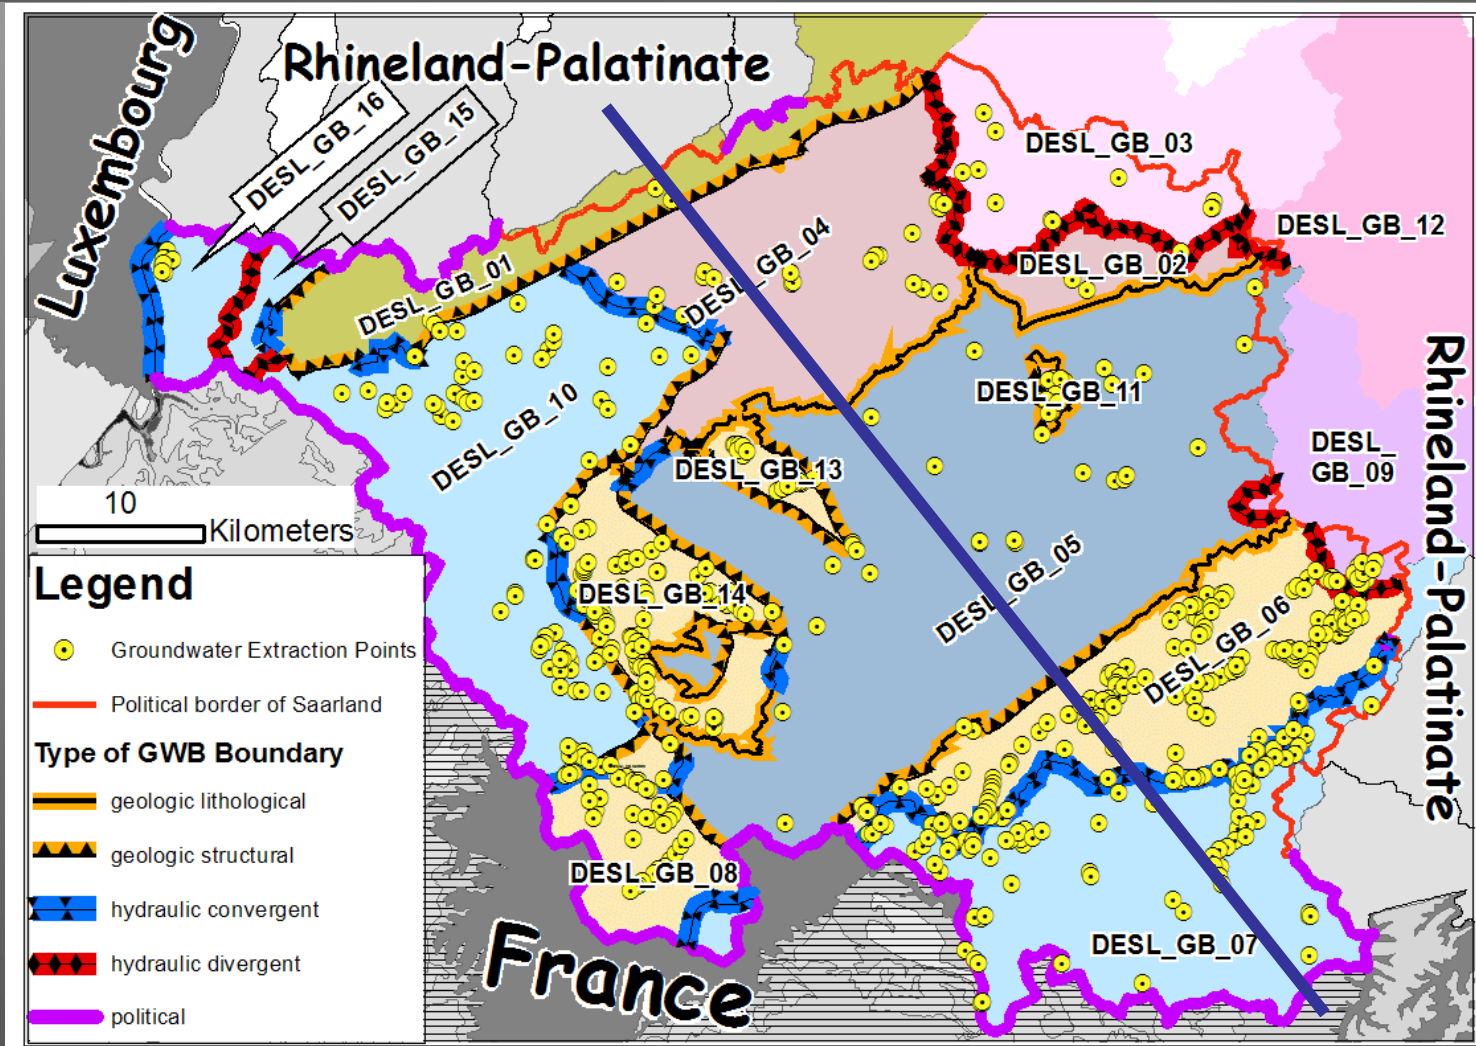 Luxembourg
Rhineland-Palatinate
DESL_GB_16
DESL_GB_15
DESL_GB_03
DESL_GB_12
DESL_GB_04
DESL_GB_02
DESL_GB_01
DESL_GB_11
DESL_GB_10
DESL_GB_13
DESL_
GB_09
Rhineland-Palatinate
DESL_GB_05
DESL_GB_14
DESL_GB_06
DESL_GB_08
DESL_GB_07
France
10
Kilometers
Legend
Groundwater Extraction Points
Political border of Saarland
Type of GWB Boundary
geologic lithological
geologic structural
hydraulic convergent
hydraulic divergent
political